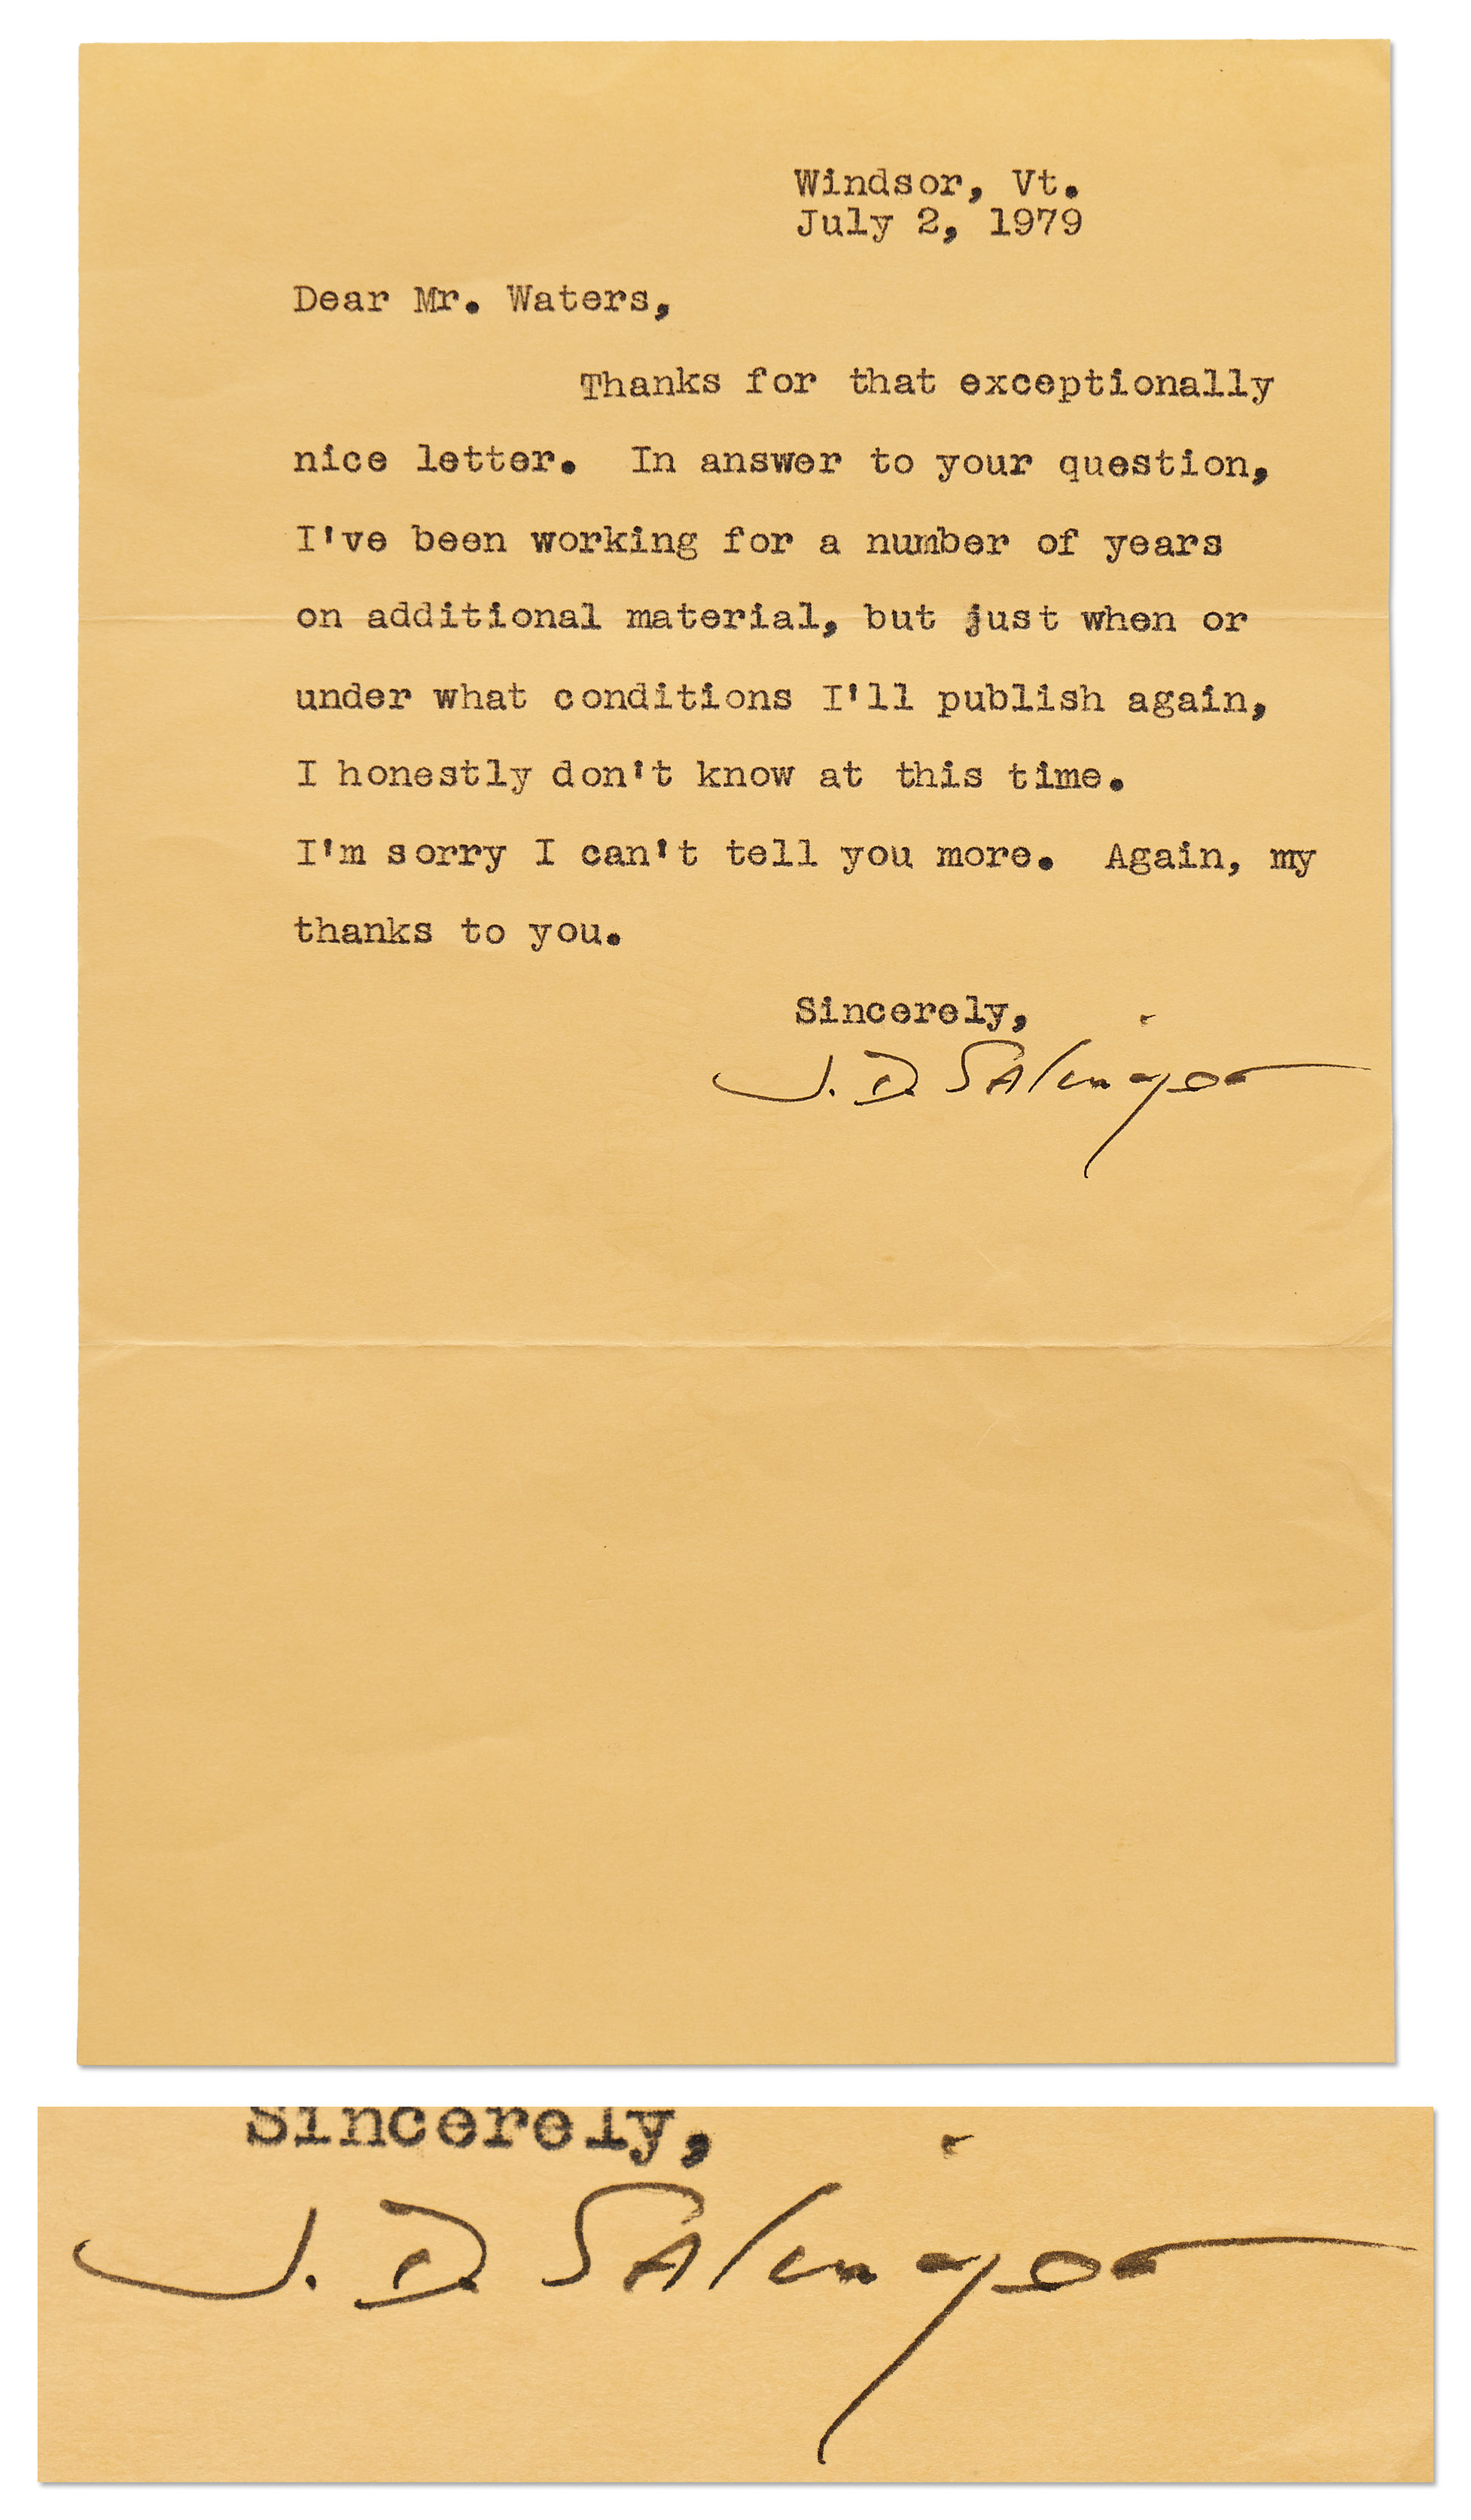 Windsor, Vt.
July 2, 1979
Dear Mr. Waters,
Thanks for that exceptionally
nice letter.  In answer to your question,
I've been working for a number of years
on additional material, but just when or
under what conditions I'll publish again,
I honestly don't know at this time.
I'm sorry I can't tell you more.  Again, my
thanks to you.
Sincerely,
J. D. Salinger
Sincerely,
J. D. Salinger